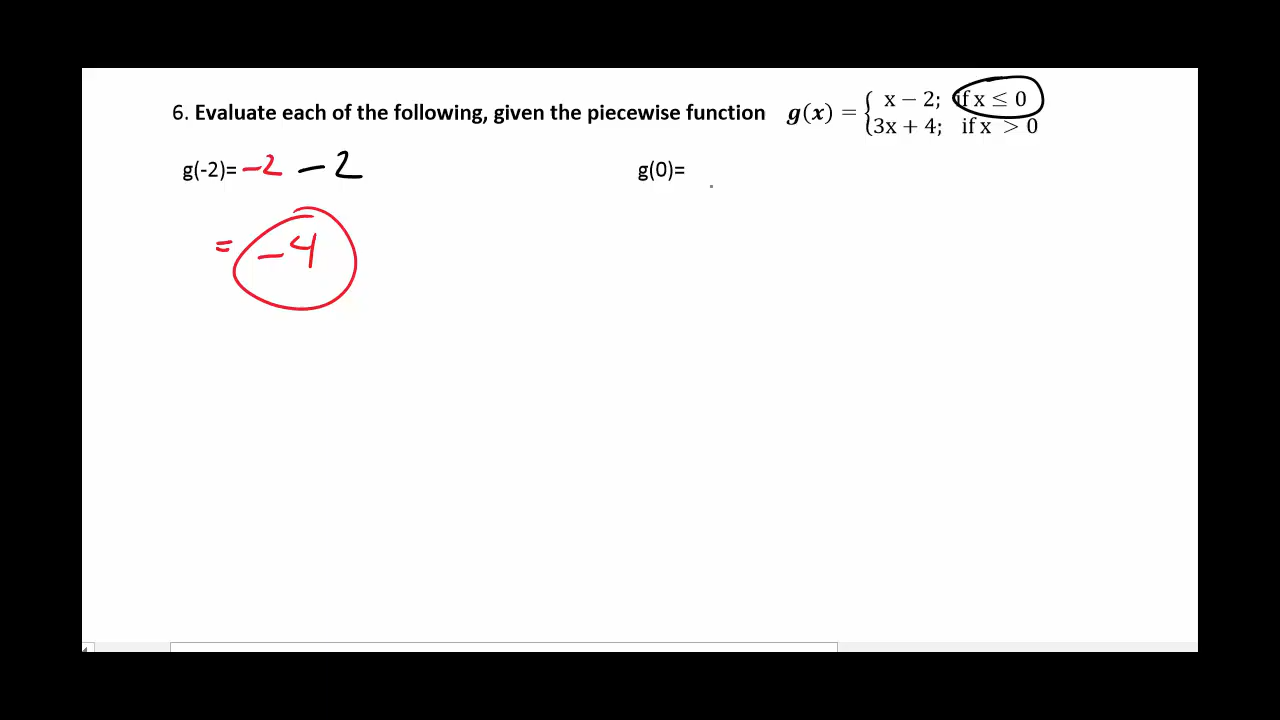 6. Evaluate each of the following, given the piecewise function g(x) = { x − 2; if x ≤ 0
3x + 4; if x > 0
g(-2)= −2 − 2
g(0)=
= −4